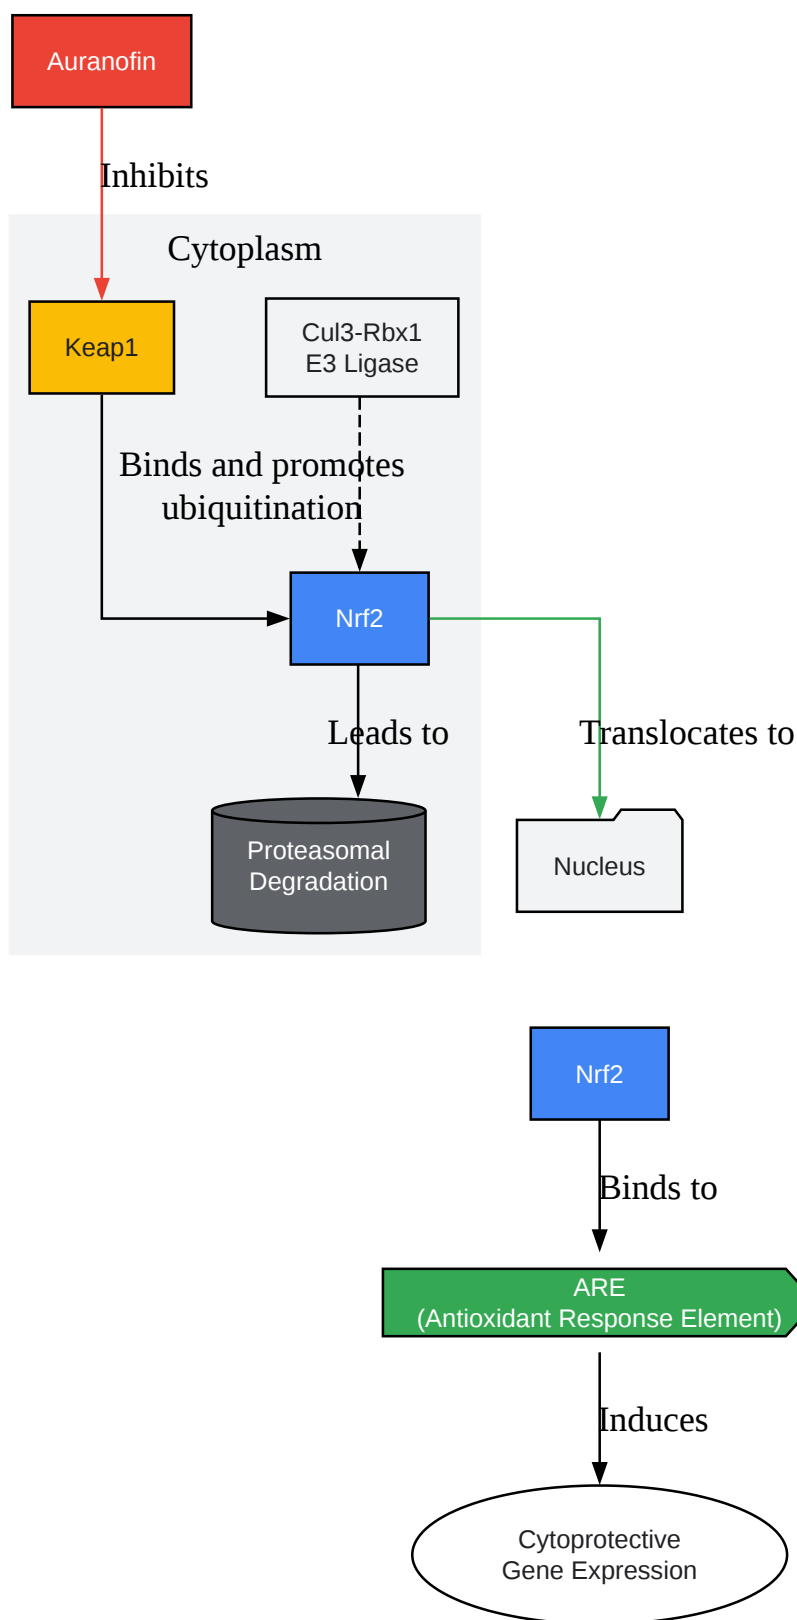 Auranofin
Inhibits
Cytoplasm
Keap1
Cul3-Rbx1
E3 Ligase
Binds and promotes
ubiquitination
Nrf2
Leads to
Translocates to
Proteasomal
Degradation
Nucleus
Nrf2
Binds to
ARE
(Antioxidant Response Element)
Induces
Cytoprotective
Gene Expression